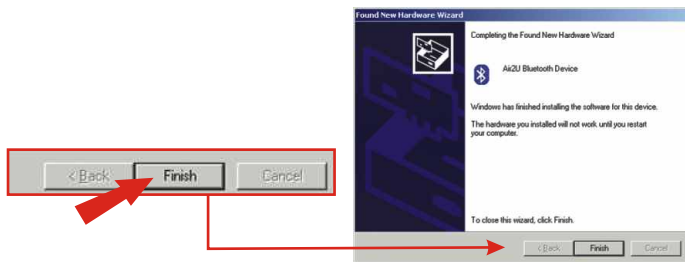 Found New Hardware Wizard
Completing the Found New Hardware Wizard
Air2U Bluetooth Device
Windows has finished installing the software for this device.
The hardware you installed will not work until you restart
your computer.
To close this wizard, click Finish.
< Back Finish Cancel
< Back Finish Cancel